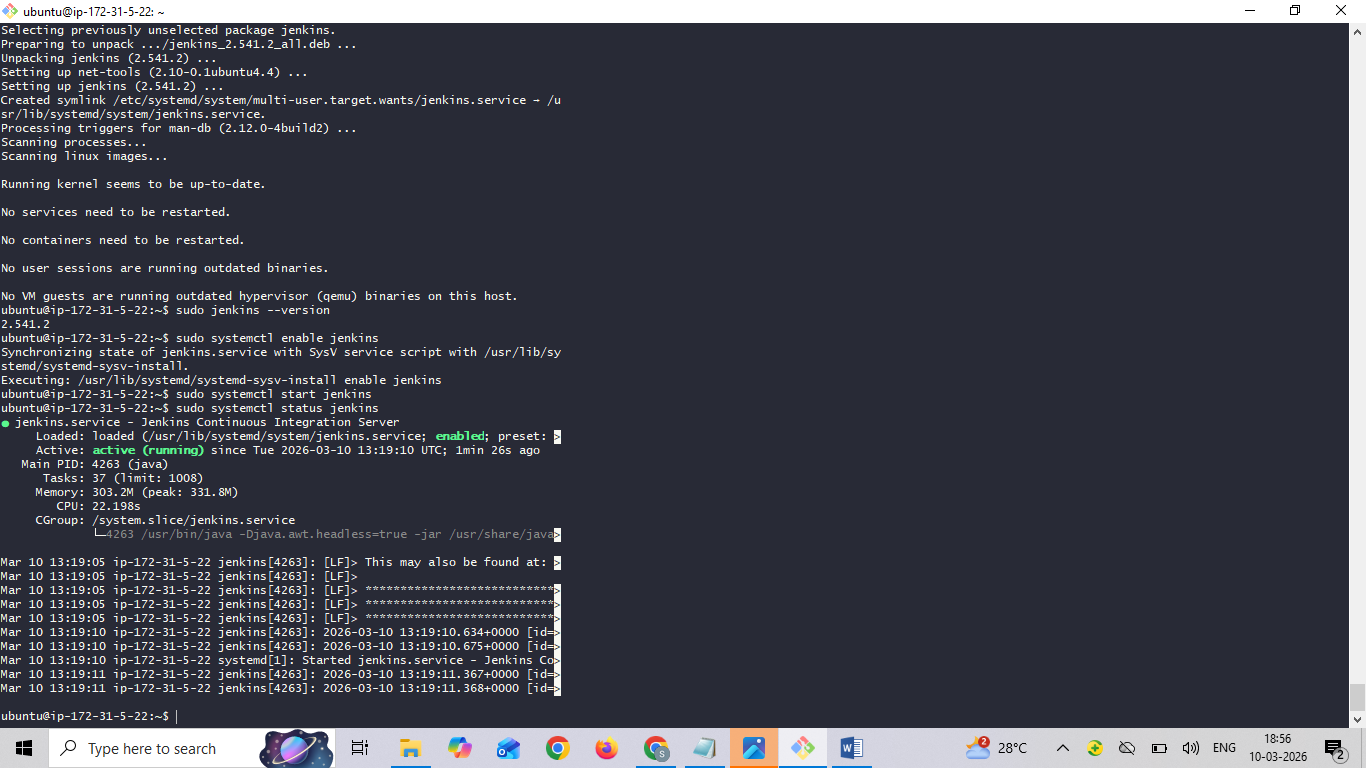 ubuntu@ip-172-31-5-22: ~
Selecting previously unselected package jenkins.
Preparing to unpack .../jenkins_2.541.2_all.deb ...
Unpacking jenkins (2.541.2) ...
Setting up net-tools (2.10-0.1ubuntu4.4) ...
Setting up jenkins (2.541.2) ...
Created symlink /etc/systemd/system/multi-user.target.wants/jenkins.service → /u
sr/lib/systemd/system/jenkins.service.
Processing triggers for man-db (2.12.0-4build2) ...
Scanning processes...
Scanning linux images...
Running kernel seems to be up-to-date.
No services need to be restarted.
No containers need to be restarted.
No user sessions are running outdated binaries.
No VM guests are running outdated hypervisor (qemu) binaries on this host.
ubuntu@ip-172-31-5-22:~$ sudo jenkins --version
2.541.2
ubuntu@ip-172-31-5-22:~$ sudo systemctl enable jenkins
Synchronizing state of jenkins.service with SysV service script with /usr/lib/sy
stemd/systemd-sysv-install.
Executing: /usr/lib/systemd/systemd-sysv-install enable jenkins
ubuntu@ip-172-31-5-22:~$ sudo systemctl start jenkins
ubuntu@ip-172-31-5-22:~$ sudo systemctl status jenkins
● jenkins.service - Jenkins Continuous Integration Server
Loaded: loaded (/usr/lib/systemd/system/jenkins.service; enabled; preset: >
Active: active (running) since Tue 2026-03-10 13:19:10 UTC; 1min 26s ago
Main PID: 4263 (java)
Tasks: 37 (limit: 1008)
Memory: 303.2M (peak: 331.8M)
CPU: 22.198s
CGroup: /system.slice/jenkins.service
└─4263 /usr/bin/java -Djava.awt.headless=true -jar /usr/share/java>
Mar 10 13:19:05 ip-172-31-5-22 jenkins[4263]: [LF]> This may also be found at: >
Mar 10 13:19:05 ip-172-31-5-22 jenkins[4263]: [LF]>
Mar 10 13:19:05 ip-172-31-5-22 jenkins[4263]: [LF]> ***************************>
Mar 10 13:19:05 ip-172-31-5-22 jenkins[4263]: [LF]> ***************************>
Mar 10 13:19:05 ip-172-31-5-22 jenkins[4263]: [LF]> ***************************>
Mar 10 13:19:10 ip-172-31-5-22 jenkins[4263]: 2026-03-10 13:19:10.634+0000 [id=>
Mar 10 13:19:10 ip-172-31-5-22 jenkins[4263]: 2026-03-10 13:19:10.675+0000 [id=>
Mar 10 13:19:10 ip-172-31-5-22 systemd[1]: Started jenkins.service - Jenkins Co>
Mar 10 13:19:11 ip-172-31-5-22 jenkins[4263]: 2026-03-10 13:19:11.367+0000 [id=>
Mar 10 13:19:11 ip-172-31-5-22 jenkins[4263]: 2026-03-10 13:19:11.368+0000 [id=>
ubuntu@ip-172-31-5-22:~$
Type here to search
2
28°C
ENG
18:56
10-03-2026
2